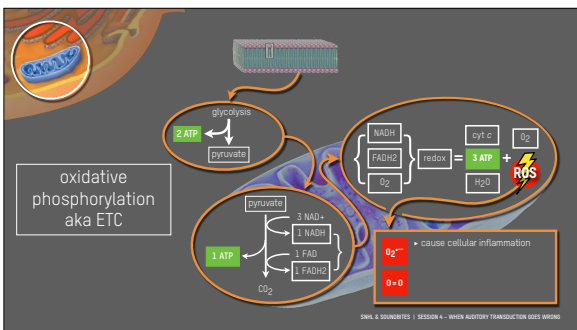 glycolysis
2 ATP
pyruvate
NADH
FADH2
O2
redox
=
cyt c
3 ATP
H2O
+
O2
ROS
oxidative
phosphorylation
aka ETC
pyruvate
3 NAD+
1 NADH
1 ATP
1 FAD
1 FADH2
CO2
O2•–
▸ cause cellular inflammation
O=O
SNHL & SOUNDBITES | SESSION 4 – WHEN AUDITORY TRANSDUCTION GOES WRONG